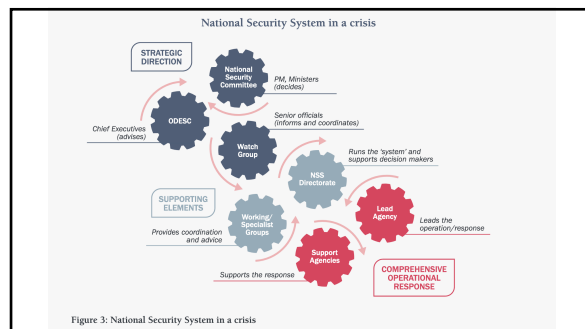 National Security System in a crisis
STRATEGIC
DIRECTION
National
Security
Committee
PM, Ministers
(decides)
ODESC
Chief Executives
(advises)
Senior officials
(informs and coordinates)
Watch
Group
Runs the 'system' and
supports decision makers
NSS
Directorate
SUPPORTING
ELEMENTS
Working/
Specialist
Groups
Lead
Agency
Leads the
operation/response
Provides coordination
and advice
Support
Agencies
Supports the response
COMPREHENSIVE
OPERATIONAL
RESPONSE
Figure 3: National Security System in a crisis